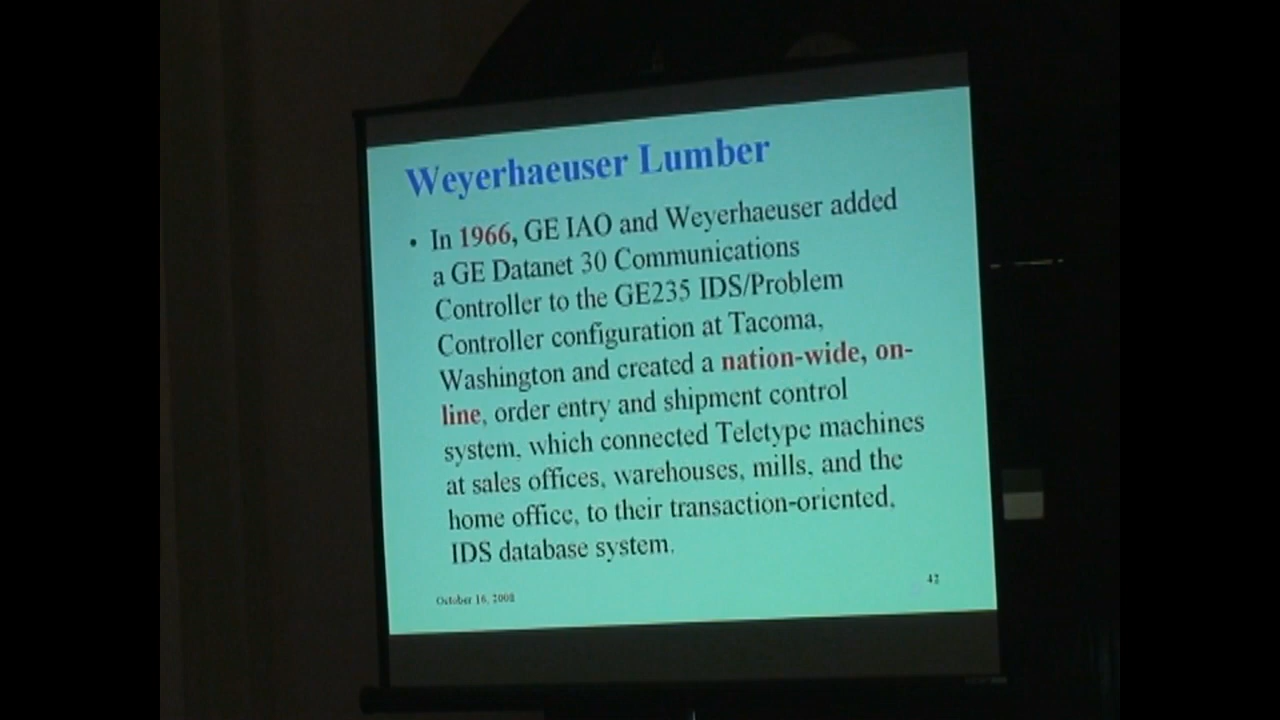 Weyerhaeuser Lumber
• In 1966, GE IAO and Weyerhaeuser added
a GE Datanet 30 Communications
Controller to the GE235 IDS/Problem
Controller configuration at Tacoma,
Washington and created a nation-wide, on-
line, order entry and shipment control
system, which connected Teletype machines
at sales offices, warehouses, mills, and the
home office, to their transaction-oriented,
IDS database system.
October 16, 2008
42